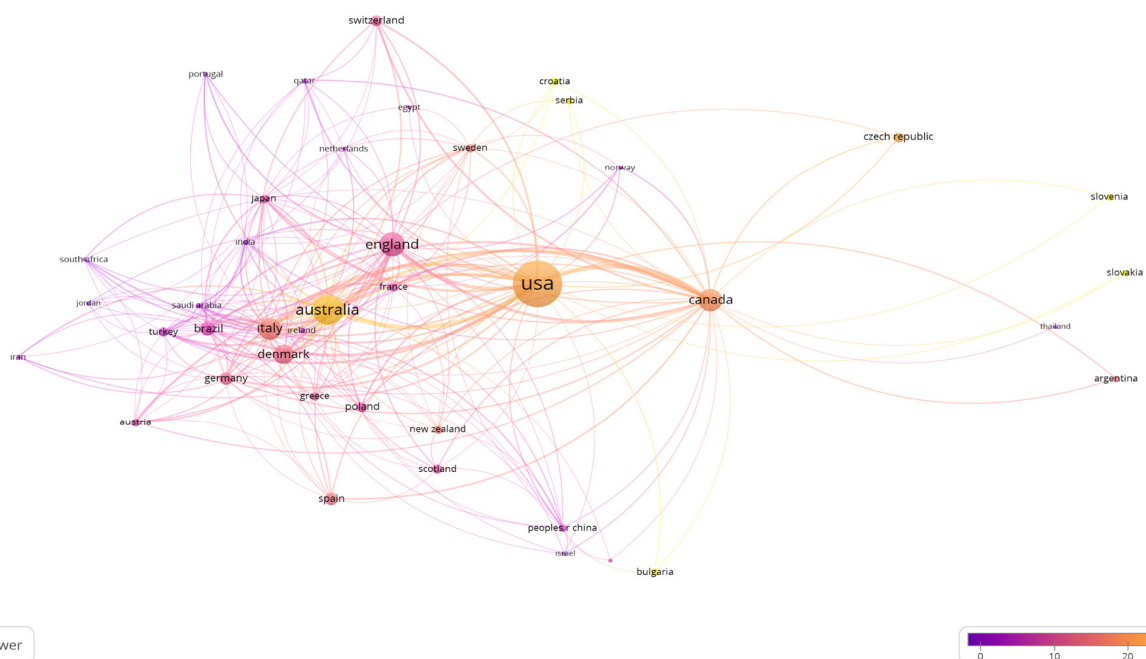 switzerland
portugal
qatar
croatia
serbia
egypt
czech republic
netherlands
sweden
norway
japan
slovenia
india
england
south africa
slovakia
usa
france
canada
jordan
saudi arabia
australia
thailand
turkey
brazil
italy
ireland
iran
denmark
germany
argentina
greece
poland
austria
new zealand
scotland
spain
peoples r china
israel
bulgaria
wer
0
10
20